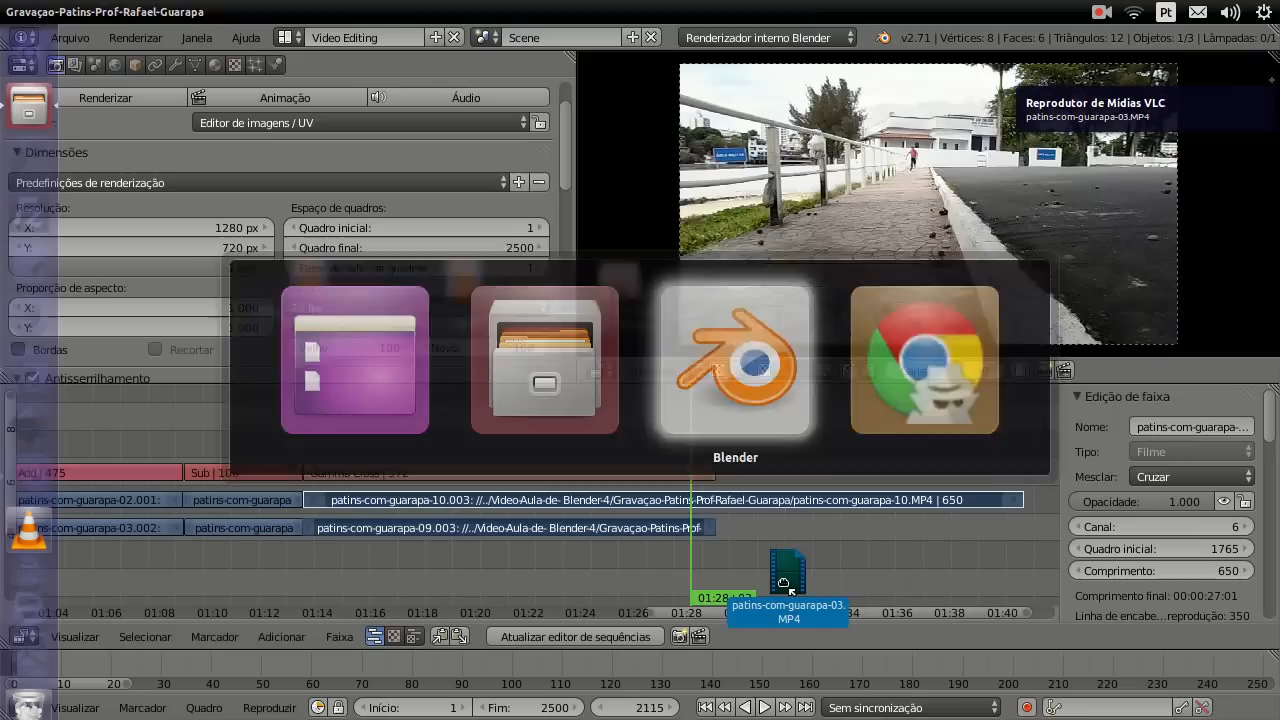 Gravaçao-Patins-Prof-Rafael-Guarapa
Pt
Arquivo Renderizar Janela Ajuda Video Editing Scene Renderizador interno Blender v2.71 | Vértices: 8 | Faces: 6 | Triângulos: 12 | Objetos: 1/3 | Lâmpadas: 0/1
Renderizar Animação Áudio
Editor de imagens / UV
Dimensões
Predefinições de renderização
Resolução: Espaço de quadros:
X: 1280 px Quadro inicial: 1
Y: 720 px Quadro final: 2500
Proporção de aspecto:
X: 1.000
Y: 1.000
Bordas Recortar 100
Antisserrilhamento
Reprodutor de Mídias VLC
patins-com-guarapa-03.MP4
Blender
Edição de faixa
Nome: patins-com-guarapa-...
Tipo: Filme
Mesclar: Cruzar
Opacidade: 1.000
Canal: 6
Quadro inicial: 1765
Comprimento: 650
Comprimento final: 00:00:27:01
Linha de encabe...reprodução: 350
Add | 475
patins-com-guarapa-02.001: patins-com-guarapa patins-com-guarapa-10.003: //../Video-Aula-de- Blender-4/Gravaçao-Patins-Prof-Rafael-Guarapa/patins-com-guarapa-10.MP4 | 650
patins-com-guarapa-03.002: patins-com-guarapa patins-com-guarapa-09.003: //../Video-Aula-de- Blender-4/Gravaçao-Patins-Prof-
patins-com-guarapa-03.
MP4
01:04 01:08 01:10 01:12 01:14 01:16 01:18 01:20 01:22 01:24 01:26 01:28 01:36 01:38 01:40
Visualizar Selecionar Marcador Adicionar Faixa Atualizar editor de sequências
0 10 20 30 40 50 60 70 80 90 100 110 120 130 140 150 160 170 180 190 200 210 220 230 240 250
Visualizar Marcador Quadro Reproduzir Início: 1 Fim: 2500 2115 Sem sincronização